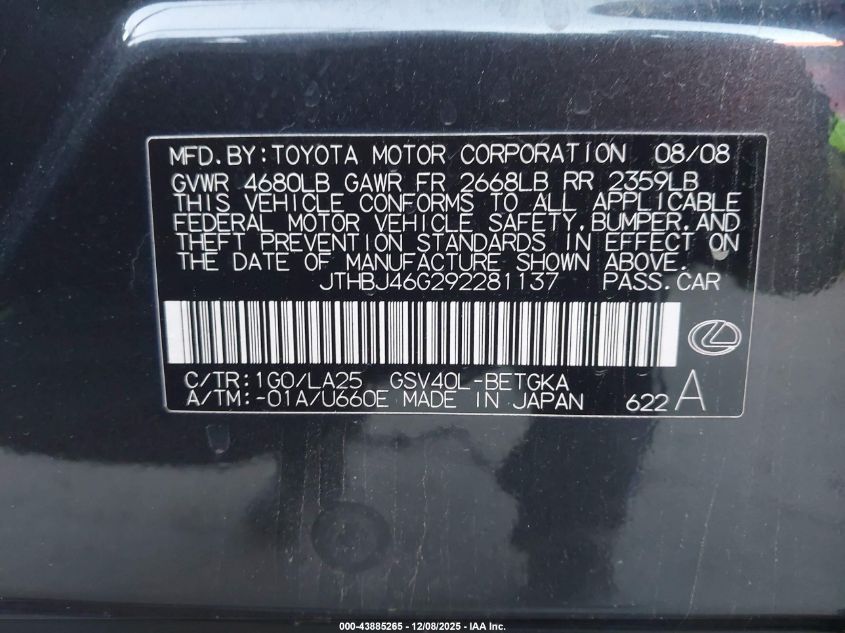 MFD.BY:TOYOTA MOTOR CORPORATION 08/08
GVWR 4680LB GAWR FR 2668LB RR 2359LB
THIS VEHICLE CONFORMS TO ALL APPLICABLE
FEDERAL MOTOR VEHICLE SAFETY,BUMPER,AND
THEFT PREVENTION STANDARDS IN EFFECT ON
THE DATE OF MANUFACTURE SHOWN ABOVE.
JTHBJ46G292281137 PASS.CAR
C/TR:1G0/LA25 GSV40L-BETGKA
A/TM:-01A/U660E MADE IN JAPAN 622 A
000-43885265 - 12/08/2025 - IAA Inc.